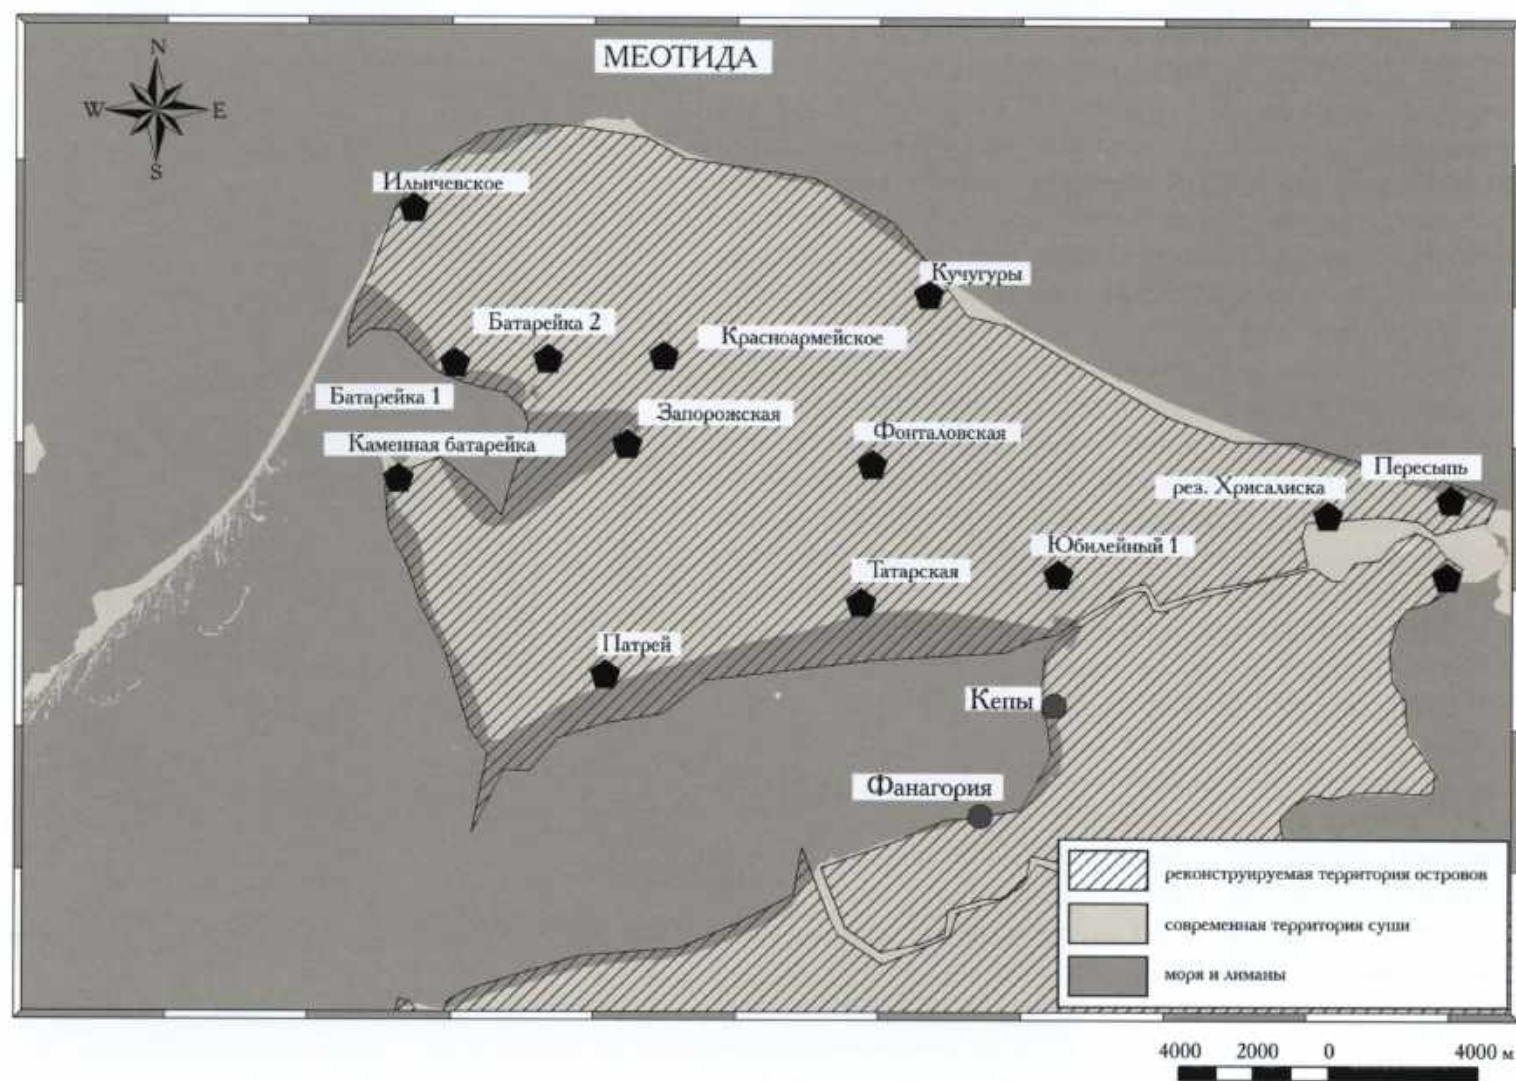 МЕОТИДА
N
W E
S
Ильичевское
Кучугуры
Батарейка 2
Красноармейское
Батарейка 1
Запорожская
Каменная батарейка
Фонталовская
Пересыпь
рез. Хрисалиска
Юбилейный 1
Татарская
Патрей
Кепы
Фанагория
реконструируемая территория островов
современная территория суши
моря и лиманы
4000 2000 0 4000 м